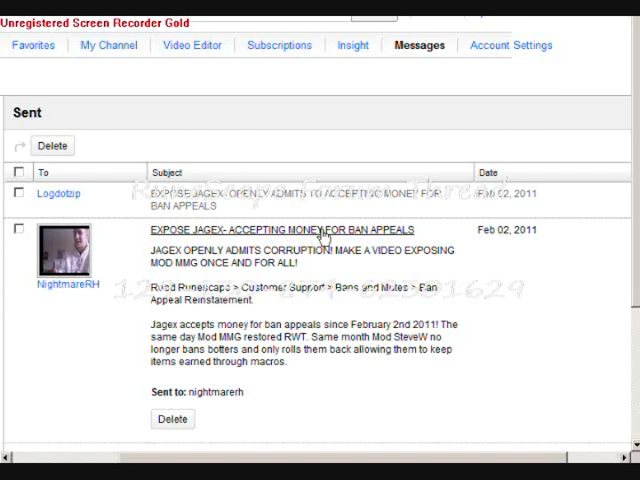 Unregistered Screen Recorder Gold
Favorites My Channel Video Editor Subscriptions Insight Messages Account Settings
Sent
Delete
To Subject Date
Logdotzip EXPOSE JAGEX- OPENLY ADMITS TO ACCEPTING MONEY FOR Feb 02, 2011
BAN APPEALS
RuneScape Forum Thread
EXPOSE JAGEX- ACCEPTING MONEY FOR BAN APPEALS Feb 02, 2011
JAGEX OPENLY ADMITS CORRUPTION! MAKE A VIDEO EXPOSING
MOD MMG ONCE AND FOR ALL!
NightmareRH
Read Runescape > Customer Support > Bans and Mutes > Ban
Appeal Reinstatement.
Jagex accepts money for ban appeals since February 2nd 2011! The
same day Mod MMG restored RWT. Same month Mod SteveW no
longer bans botters and only rolls them back allowing them to keep
items earned through macros.
Sent to: nightmarerh
Delete